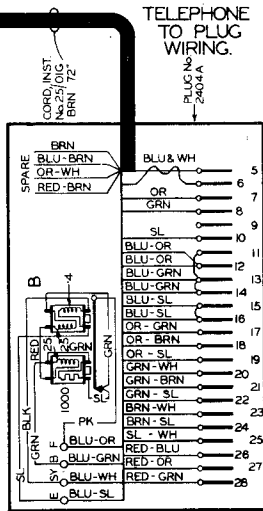 TELEPHONE
TO PLUG
WIRING.
CORD, INST.
No.25/01G
BRN 72"
PLUG No
2404A
SPARE
BRN
BLU-BRN
OR-WH
RED-BRN
BLU & WH
5
6
OR
7
GRN
8
9
SL
10
BLU-OR
11
BLU-OR
12
BLU-GRN
13
BLU-GRN
14
BLU-SL
15
BLU-SL
16
OR-GRN
17
OR-BRN
18
OR-SL
19
GRN-WH
20
GRN-BRN
21
GRN-SL
22
BRN-WH
23
BRN-SL
24
SL-WH
25
RED-BLU
26
RED-OR
27
RED-GRN
28
B
4
RED
25
25
GRN
SL
GRN
1000
BLK
GRN
SL
PK
F
BLU-OR
B
BLU-GRN
SY
BLU-WH
E
BLU-SL